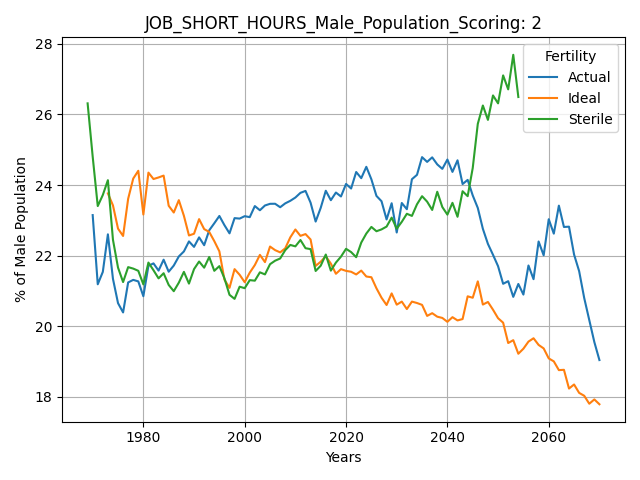 JOB_SHORT_HOURS_Male_Population_Scoring: 2
28
26
24
22
20
18
% of Male Population
1980
2000
2020
2040
2060
Years
Fertility
Actual
Ideal
Sterile